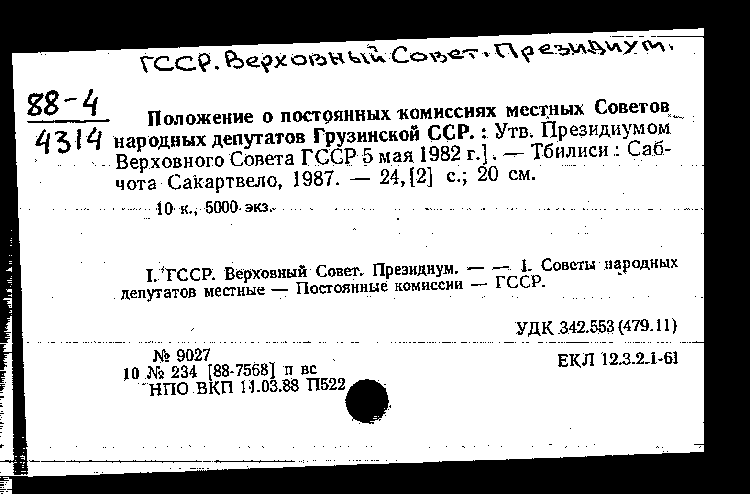 ГССР. Верховный Совет. Президиум.
88-4
4314
Положение о постоянных комиссиях местных Советов
народных депутатов Грузинской ССР. : Утв. Президиумом
Верховного Совета ГССР 5 мая 1982 г.]. — Тбилиси : Саб-
чота Сакартвело, 1987. — 24,[2] с.; 20 см.
10 к., 5000 экз.
I. ГССР. Верховный Совет. Президиум. — — 1. Советы народных
депутатов местные — Постоянные комиссии — ГССР.
УДК 342.553(479.11)
№ 9027
10 № 234 [88-7568] п вс
НПО ВКП 11.03.88 П522
ЕКЛ 12.3.2.1-61